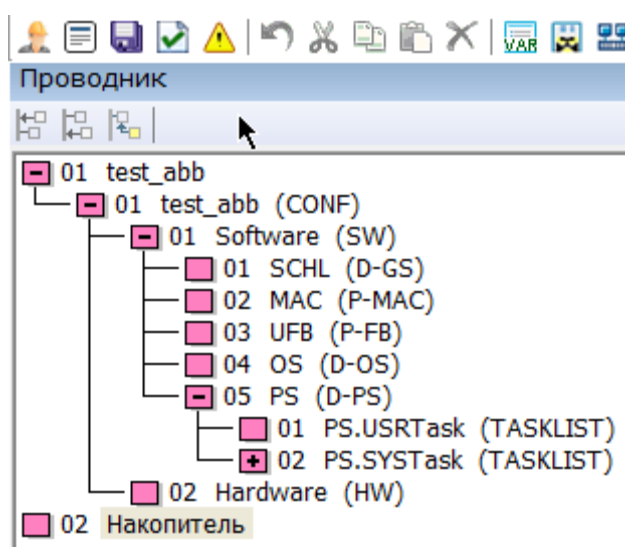 VAR
Проводник
01 test_abb
01 test_abb (CONF)
01 Software (SW)
01 SCHL (D-GS)
02 MAC (P-MAC)
03 UFB (P-FB)
04 OS (D-OS)
05 PS (D-PS)
01 PS.USRTask (TASKLIST)
02 PS.SYSTask (TASKLIST)
02 Hardware (HW)
02 Накопитель